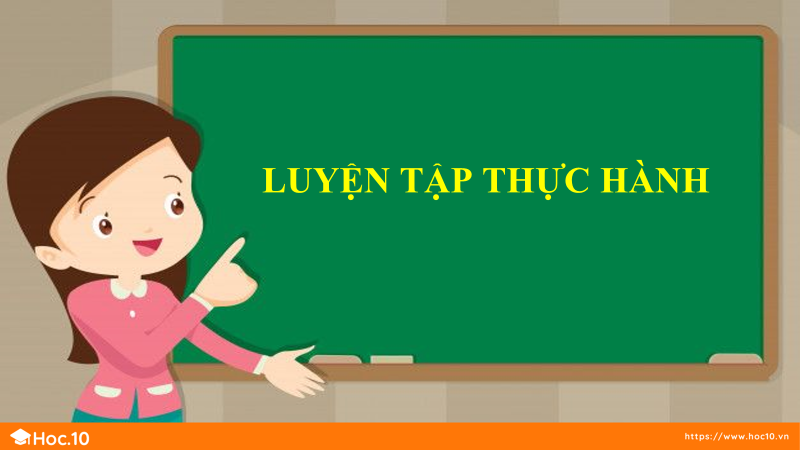 LUYỆN TẬP THỰC HÀNH
Hoc.10
https://www.hoc10.vn